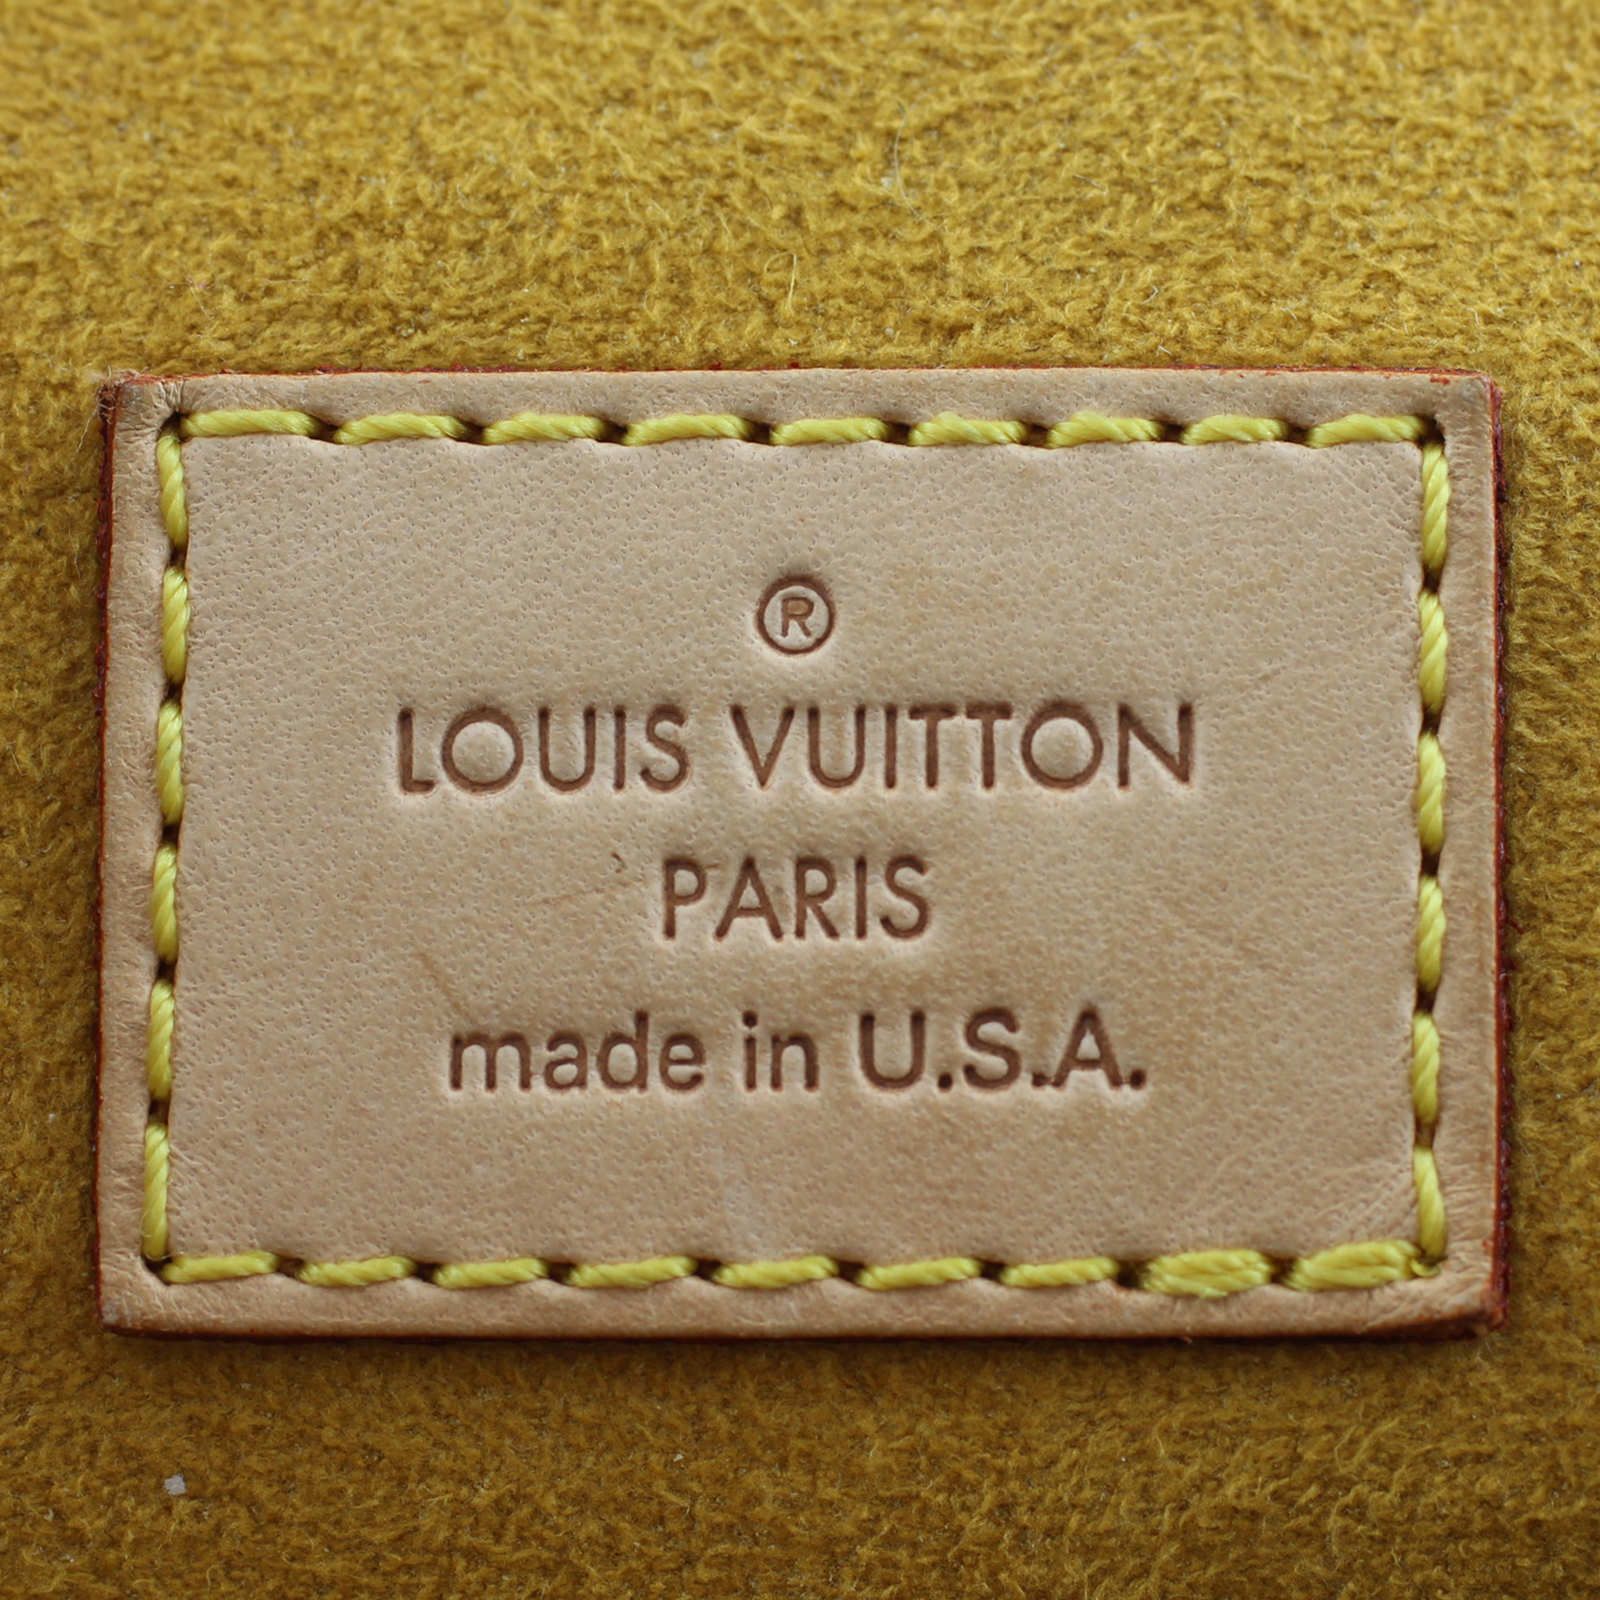 ®
LOUIS VUITTON
PARIS
made in U.S.A.